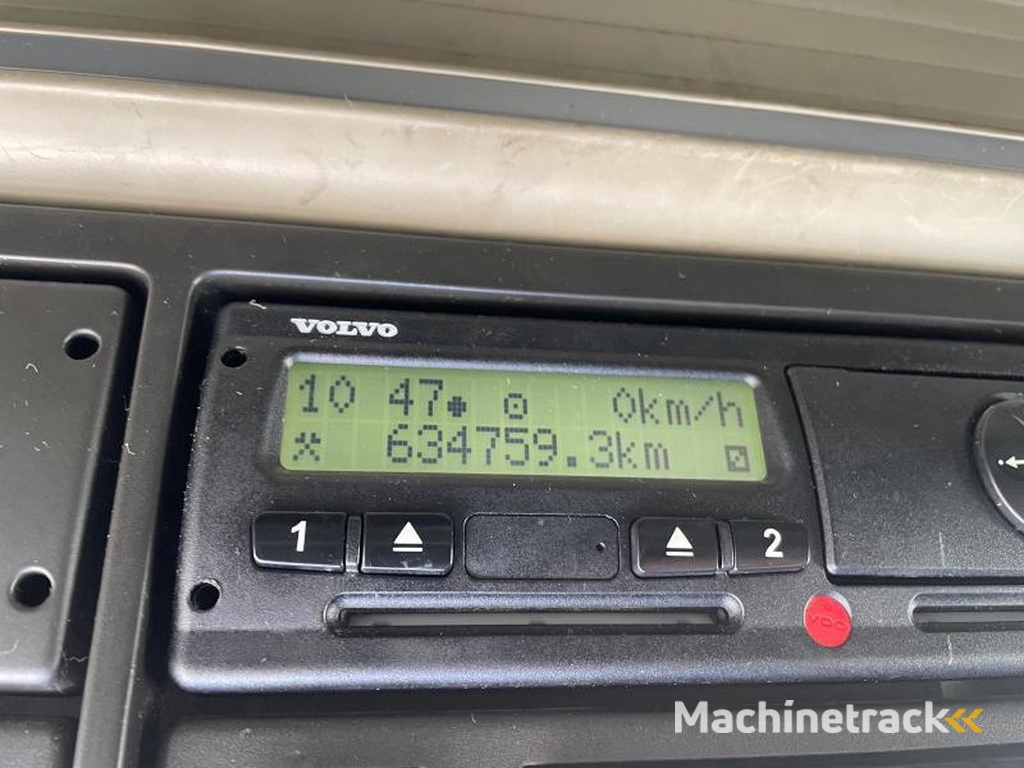 VOLVO
10 47 0km/h
634759.3km
1 2
VDO
Machinetrack